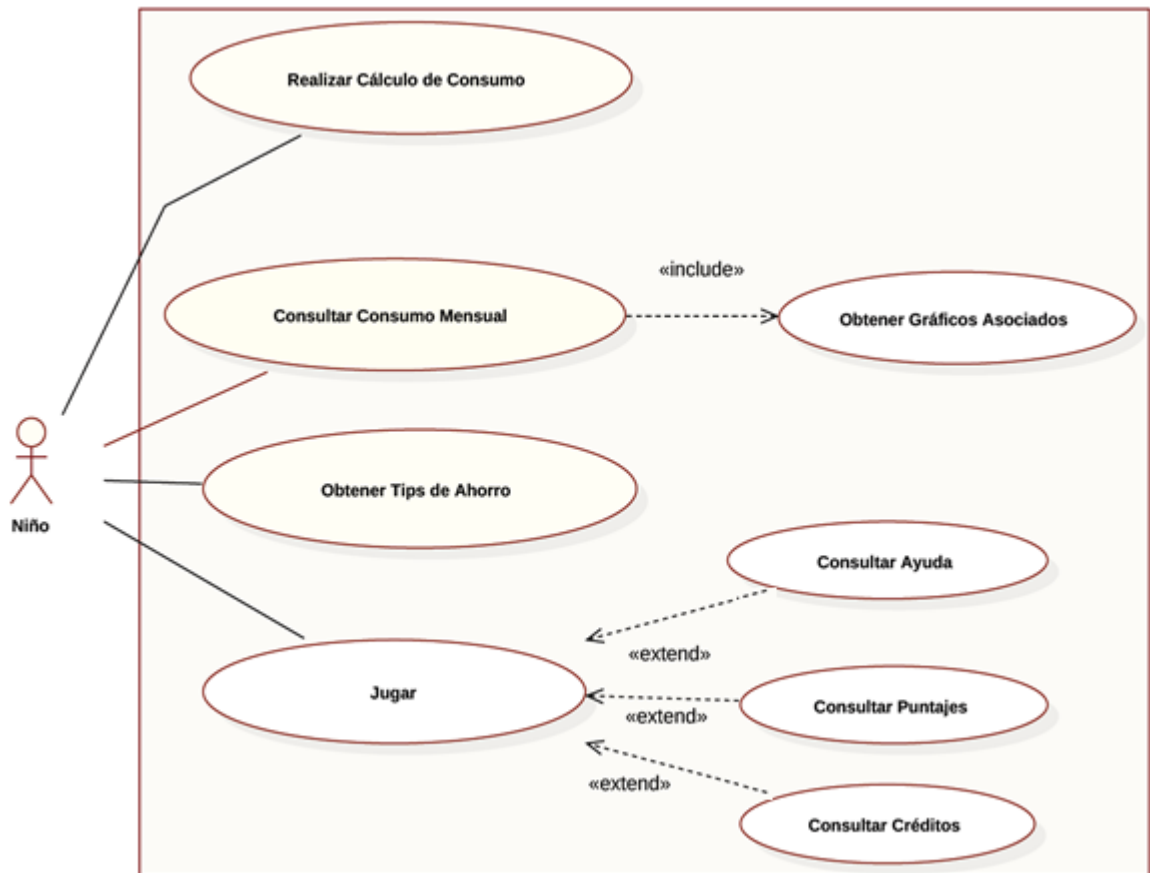 Realizar Cálculo de Consumo
«include»
Consultar Consumo Mensual
Obtener Gráficos Asociados
Obtener Tips de Ahorro
Niño
Consultar Ayuda
«extend»
Jugar
Consultar Puntajes
«extend»
«extend»
Consultar Créditos